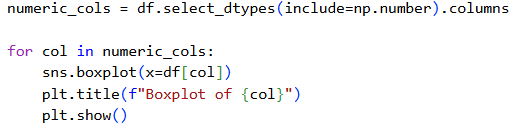 numeric_cols = df.select_dtypes(include=np.number).columns

for col in numeric_cols:
    sns.boxplot(x=df[col])
    plt.title(f"Boxplot of {col}")
    plt.show()